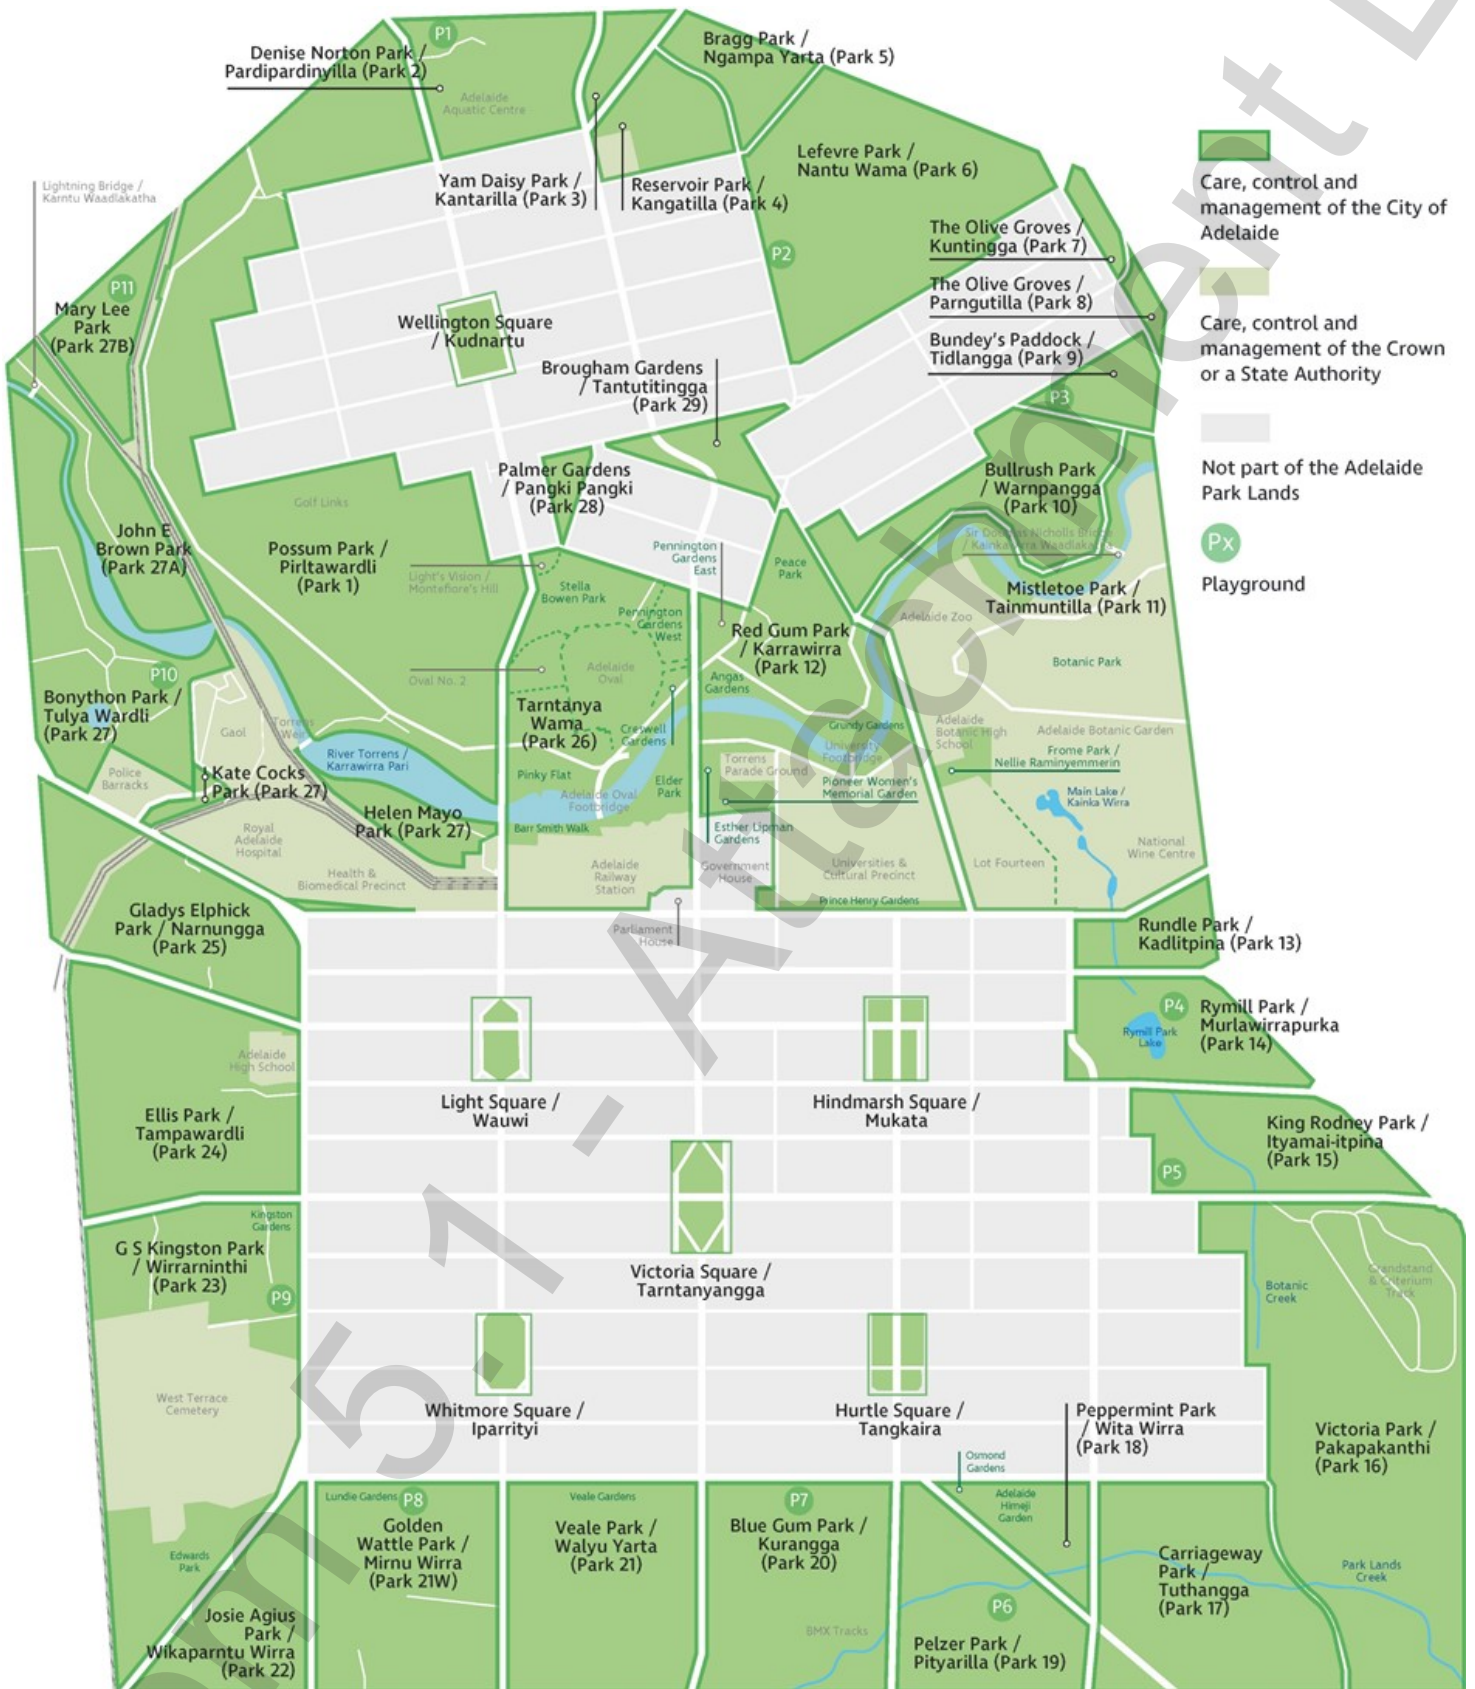 P1
Denise Norton Park /
Pardipardinyilla (Park 2)
Bragg Park /
Ngampa Yarta (Park 5)
Adelaide
Aquatic Centre
Lefevre Park /
Nantu Wama (Park 6)
Yam Daisy Park /
Kantarilla (Park 3)
Reservoir Park /
Kangatilla (Park 4)
Lightning Bridge /
Karntu Waadlakatha
Care, control and
management of the City of
Adelaide
The Olive Groves /
Kuntingga (Park 7)
P2
The Olive Groves /
Parngutilla (Park 8)
P11
Mary Lee
Park
(Park 27B)
Wellington Square
/ Kudnartu
Bundey's Paddock /
Tidlangga (Park 9)
Care, control and
management of the Crown
or a State Authority
Brougham Gardens
/ Tantutitingga
(Park 29)
P3
Palmer Gardens
/ Pangki Pangki
(Park 28)
Bullrush Park
/ Warnpangga
(Park 10)
Not part of the Adelaide
Park Lands
Golf Links
John E
Brown Park
(Park 27A)
Possum Park /
Pirltawardli
(Park 1)
Pennington
Gardens
East
Peace
Park
Sir Douglas Nicholls Bridge
/ Kainka Wirra Waadlakatha
Px
Playground
Light's Vision /
Montefiore's Hill
Stella
Bowen Park
Pennington
Gardens
West
Mistletoe Park /
Tainmuntilla (Park 11)
Adelaide Zoo
Red Gum Park
/ Karrawirra
(Park 12)
Botanic Park
Oval No. 2
Adelaide
Oval
P10
Bonython Park /
Tulya Wardli
(Park 27)
Angas
Gardens
Tarntanya
Wama
(Park 26)
Creswell
Gardens
Grundy Gardens
Adelaide
Botanic High
School
Adelaide Botanic Garden
Gaol
Torrens
Weir
River Torrens /
Karrawirra Pari
University
Footbridge
Frome Park /
Nellie Raminyemmerin
Torrens
Parade Ground
Police
Barracks
Kate Cocks
Park (Park 27)
Pinky Flat
Elder
Park
Pioneer Women's
Memorial Garden
Main Lake /
Kainka Wirra
Adelaide Oval
Footbridge
Helen Mayo
Park (Park 27)
Barr Smith Walk
Esther Lipman
Gardens
Royal
Adelaide
Hospital
Health &
Biomedical Precinct
Adelaide
Railway
Station
Government
House
Universities &
Cultural Precinct
Lot Fourteen
National
Wine Centre
Prince Henry Gardens
Gladys Elphick
Park / Narnungga
(Park 25)
Parliament
House
Rundle Park /
Kadlitpina (Park 13)
P4
Rymill Park /
Murlawirrapurka
(Park 14)
Rymill Park
Lake
Adelaide
High School
Light Square /
Wauwi
Hindmarsh Square /
Mukata
Ellis Park /
Tampawardli
(Park 24)
King Rodney Park /
Ityamai-itpina
(Park 15)
P5
Kingston
Gardens
G S Kingston Park
/ Wirrarninthi
(Park 23)
P9
Victoria Square /
Tarntanyangga
Botanic
Creek
Grandstand
& Criterium
Track
West Terrace
Cemetery
Whitmore Square /
Iparrityi
Hurtle Square /
Tangkaira
Peppermint Park
/ Wita Wirra
(Park 18)
Victoria Park /
Pakapakanthi
(Park 16)
Osmond
Gardens
Lundie Gardens
P8
Golden
Wattle Park /
Mirnu Wirra
(Park 21W)
Veale Gardens
Veale Park /
Walyu Yarta
(Park 21)
P7
Blue Gum Park /
Kurangga
(Park 20)
Adelaide
Himeji
Garden
Edwards
Park
Carriageway
Park /
Tuthangga
(Park 17)
Park Lands
Creek
Josie Agius
Park /
Wikaparntu Wirra
(Park 22)
BMX Tracks
P6
Pelzer Park /
Pityarilla (Park 19)
5.1 - Attachment